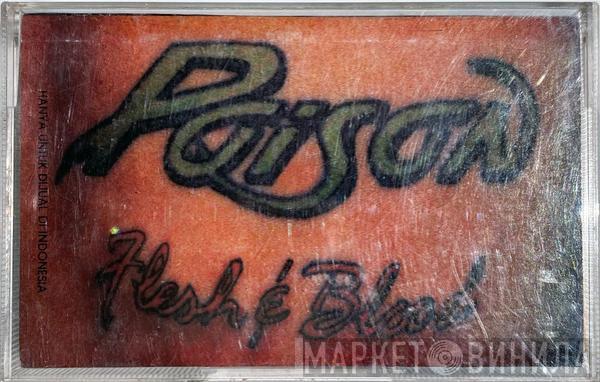 Poison
Flesh & Blood
HANYA UNTUK DIJUAL DI INDONESIA
МАРКЕТ ВИНИЛА